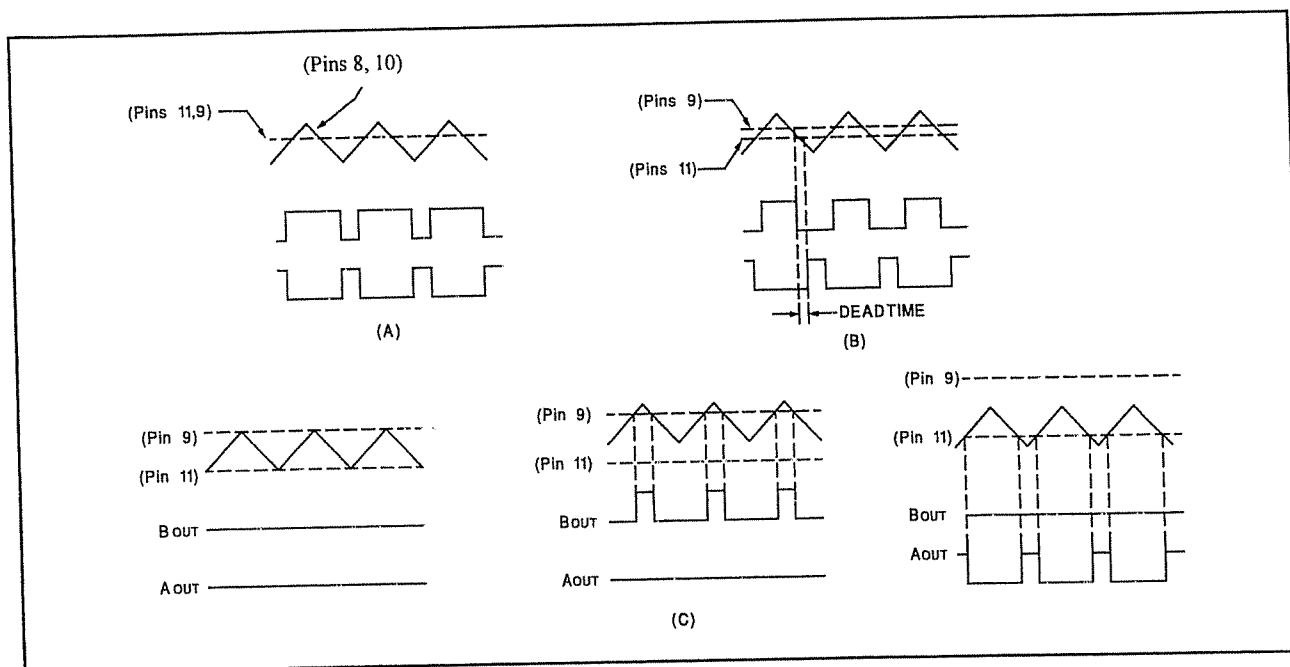 (Pins 8, 10)
(Pins 11,9)
(A)
(Pins 9)
(Pins 11)
DEADTIME
(B)
(Pin 9)
(Pin 11)
BOUT
AOUT
(Pin 9)
(Pin 11)
BOUT
AOUT
(C)
(Pin 9)
(Pin 11)
BOUT
AOUT